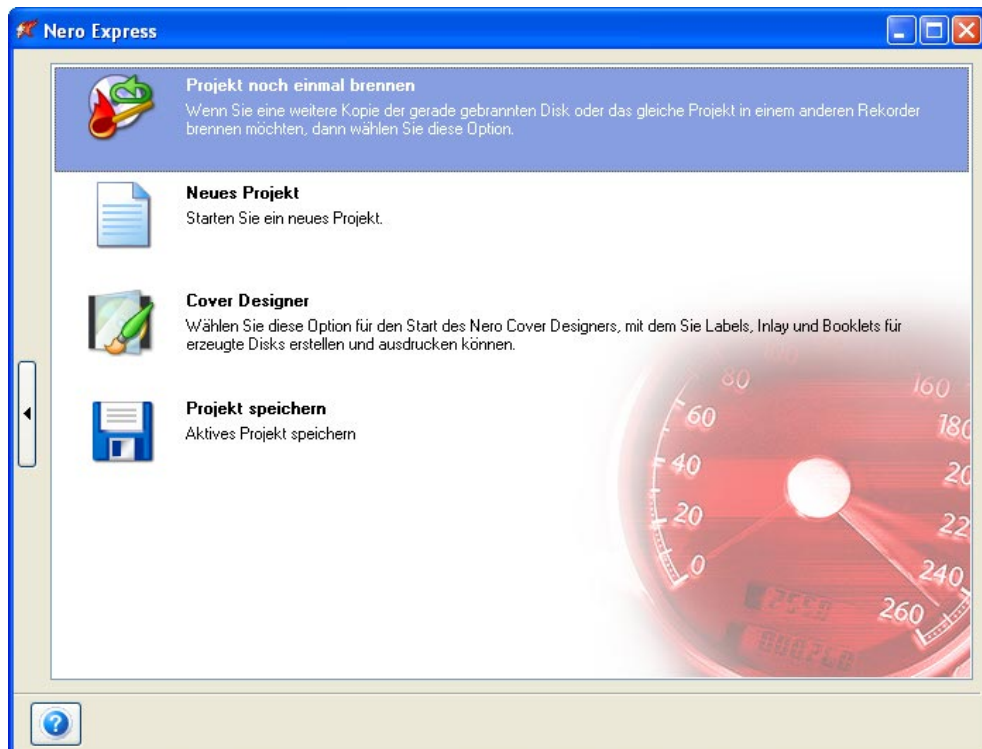 Nero Express
Projekt noch einmal brennen
Wenn Sie eine weitere Kopie der gerade gebrannten Disk oder das gleiche Projekt in einem anderen Rekorder
brennen möchten, dann wählen Sie diese Option.
Neues Projekt
Starten Sie ein neues Projekt.
Cover Designer
Wählen Sie diese Option für den Start des Nero Cover Designers, mit dem Sie Labels, Inlay und Booklets für
erzeugte Disks erstellen und ausdrucken können.
Projekt speichern
Aktives Projekt speichern
80
160
60
180
40
20
20
22
0
240
260